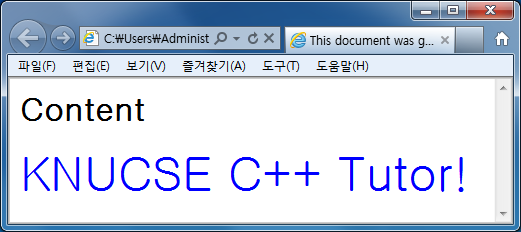 C:₩Users₩Administ
This document was g...
파일(F) 편집(E) 보기(V) 즐겨찾기(A) 도구(T) 도움말(H)
Content
KNUCSE C++ Tutor!